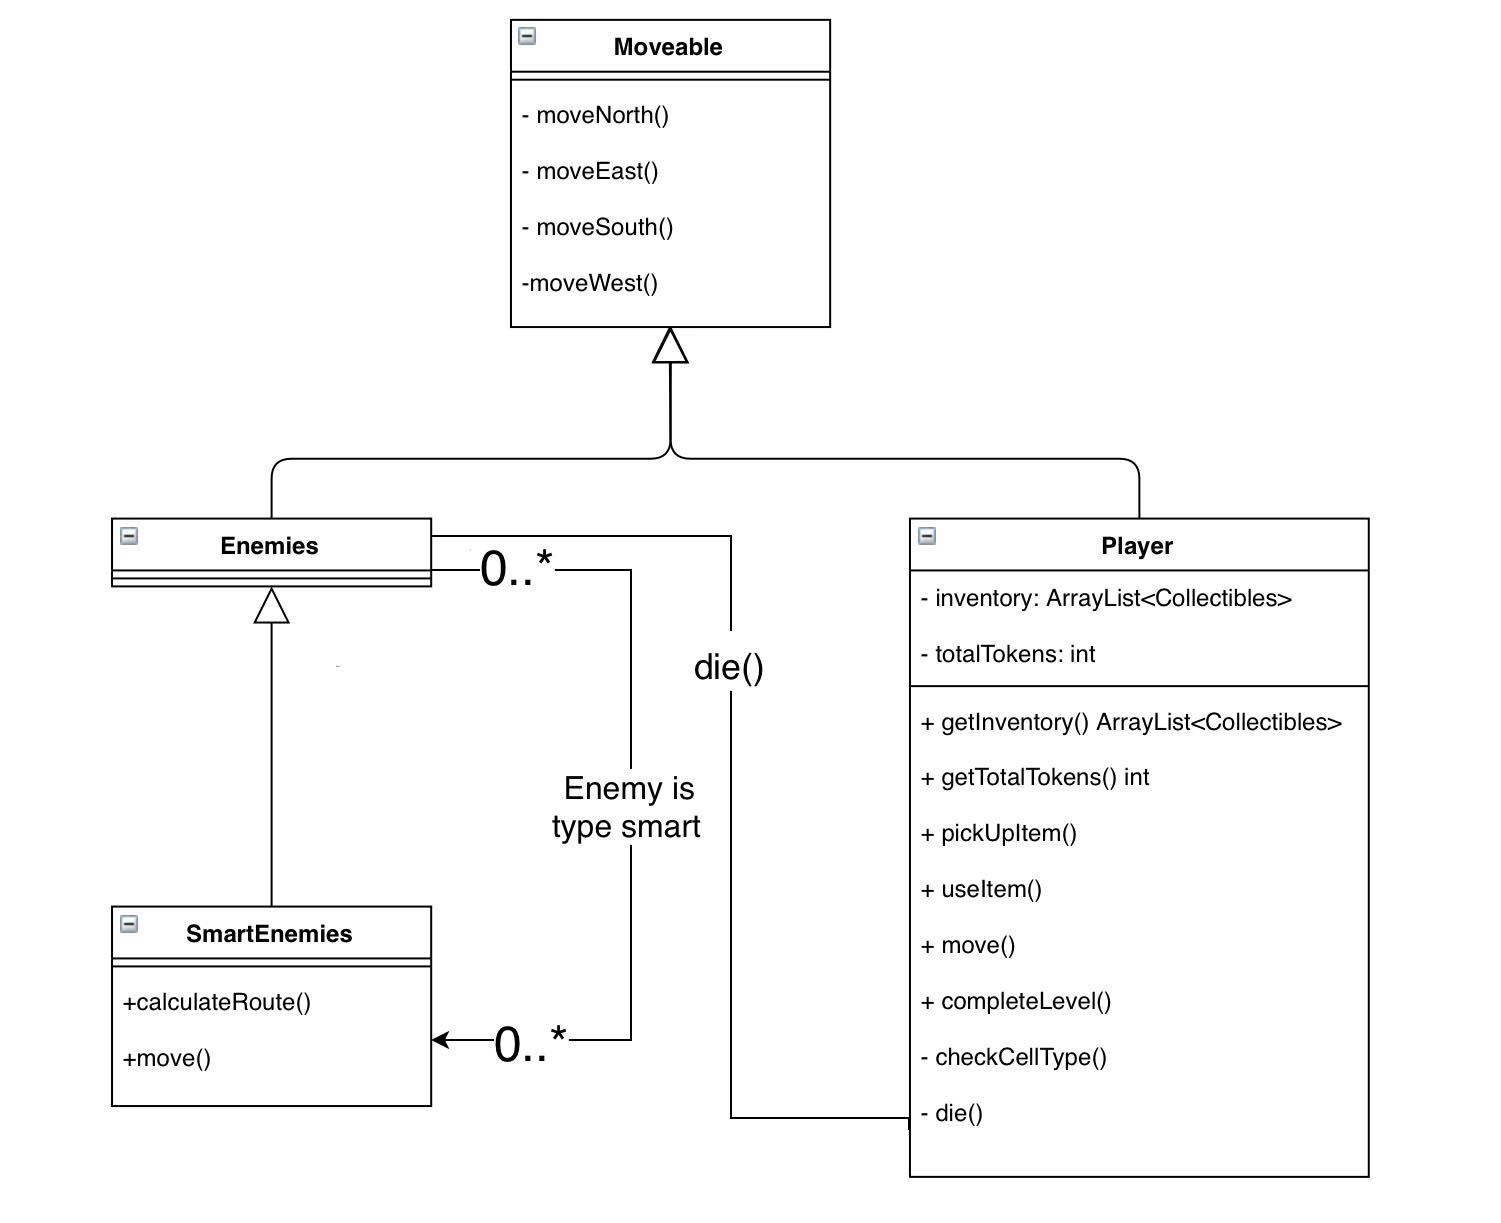 Moveable
- moveNorth()
- moveEast()
- moveSouth()
-moveWest()
Enemies
0..*
die()
Enemy is
type smart
0..*
SmartEnemies
+calculateRoute()
+move()
Player
- inventory: ArrayList<Collectibles>
- totalTokens: int
+ getInventory() ArrayList<Collectibles>
+ getTotalTokens() int
+ pickUpItem()
+ useItem()
+ move()
+ completeLevel()
- checkCellType()
- die()